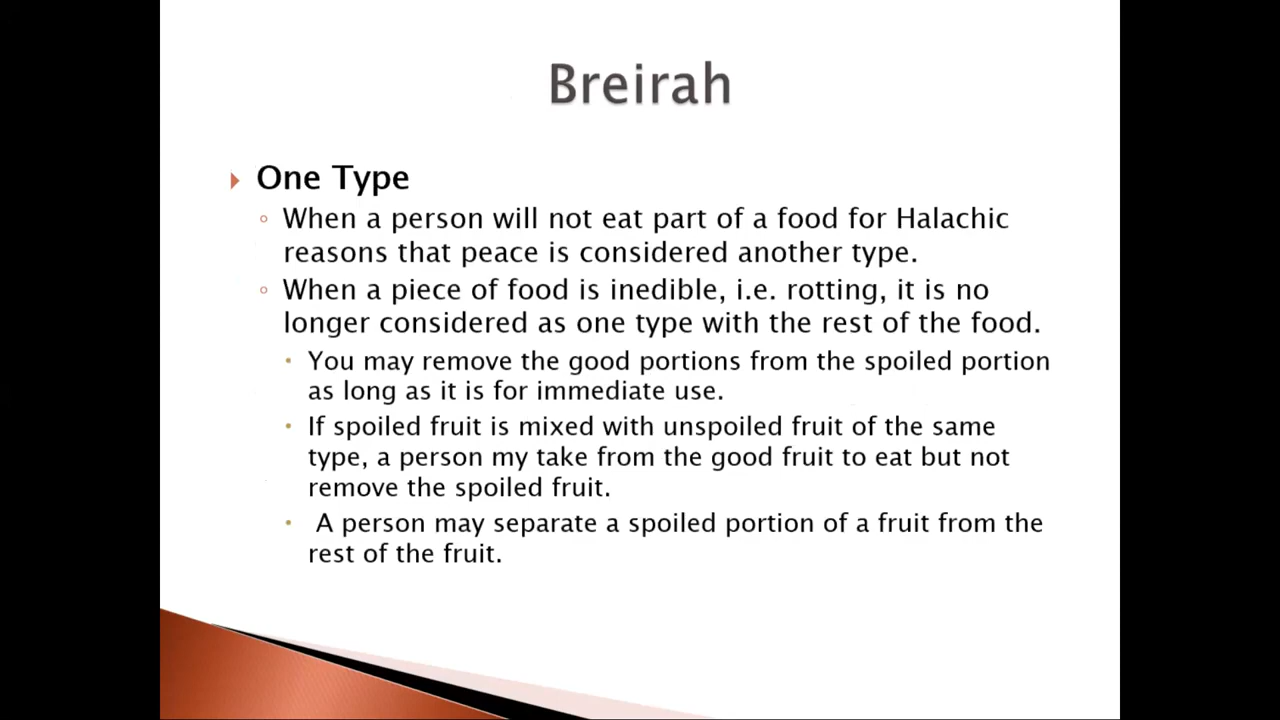 Breirah
One Type
When a person will not eat part of a food for Halachic
reasons that peace is considered another type.
When a piece of food is inedible, i.e. rotting, it is no
longer considered as one type with the rest of the food.
You may remove the good portions from the spoiled portion
as long as it is for immediate use.
If spoiled fruit is mixed with unspoiled fruit of the same
type, a person my take from the good fruit to eat but not
remove the spoiled fruit.
A person may separate a spoiled portion of a fruit from the
rest of the fruit.